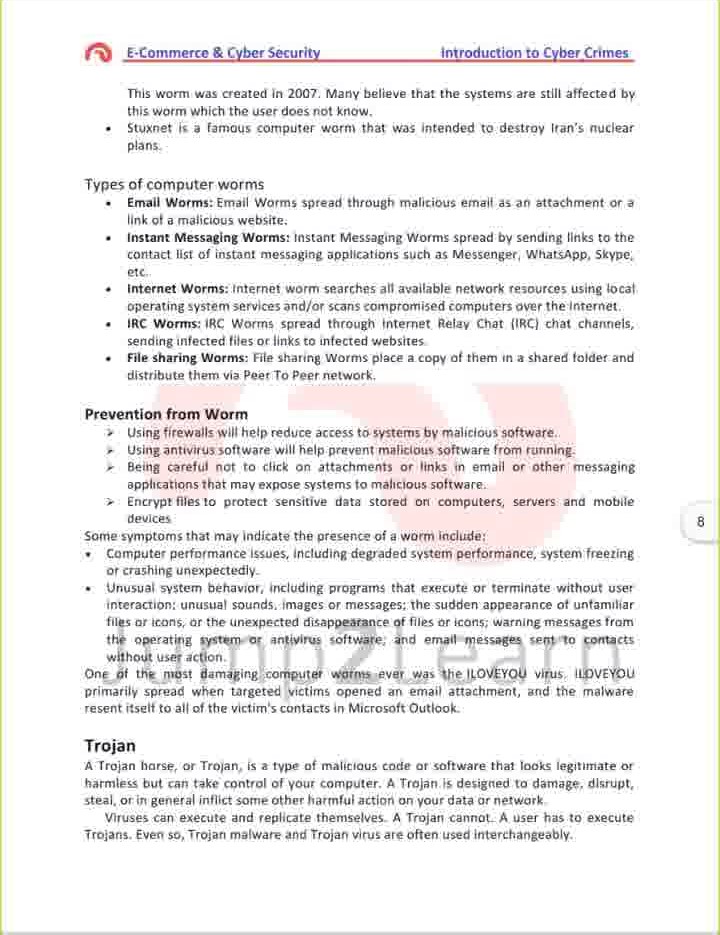 E-Commerce & Cyber Security Introduction to Cyber Crimes
This worm was created in 2007. Many believe that the systems are still affected by
this worm which the user does not know.
• Stuxnet is a famous computer worm that was intended to destroy Iran's nuclear
plans.
Types of computer worms
• Email Worms: Email Worms spread through malicious email as an attachment or a
link of a malicious website.
• Instant Messaging Worms: Instant Messaging Worms spread by sending links to the
contact list of instant messaging applications such as Messenger, WhatsApp, Skype,
etc.
• Internet Worms: Internet worm searches all available network resources using local
operating system services and/or scans compromised computers over the Internet.
• IRC Worms: IRC Worms spread through Internet Relay Chat (IRC) chat channels,
sending infected files or links to infected websites.
• File sharing Worms: File sharing Worms place a copy of them in a shared folder and
distribute them via Peer To Peer network.
Prevention from Worm
➢ Using firewalls will help reduce access to systems by malicious software.
➢ Using antivirus software will help prevent malicious software from running.
➢ Being careful not to click on attachments or links in email or other messaging
applications that may expose systems to malicious software.
➢ Encrypt files to protect sensitive data stored on computers, servers and mobile
devices
8
Some symptoms that may indicate the presence of a worm include:
• Computer performance issues, including degraded system performance, system freezing
or crashing unexpectedly.
• Unusual system behavior, including programs that execute or terminate without user
interaction; unusual sounds, images or messages; the sudden appearance of unfamiliar
files or icons, or the unexpected disappearance of files or icons; warning messages from
the operating system or antivirus software; and email messages sent to contacts
without user action.
Jump2Learn
One of the most damaging computer worms ever was the ILOVEYOU virus. ILOVEYOU
primarily spread when targeted victims opened an email attachment, and the malware
resent itself to all of the victim's contacts in Microsoft Outlook.
Trojan
A Trojan horse, or Trojan, is a type of malicious code or software that looks legitimate or
harmless but can take control of your computer. A Trojan is designed to damage, disrupt,
steal, or in general inflict some other harmful action on your data or network.
Viruses can execute and replicate themselves. A Trojan cannot. A user has to execute
Trojans. Even so, Trojan malware and Trojan virus are often used interchangeably.